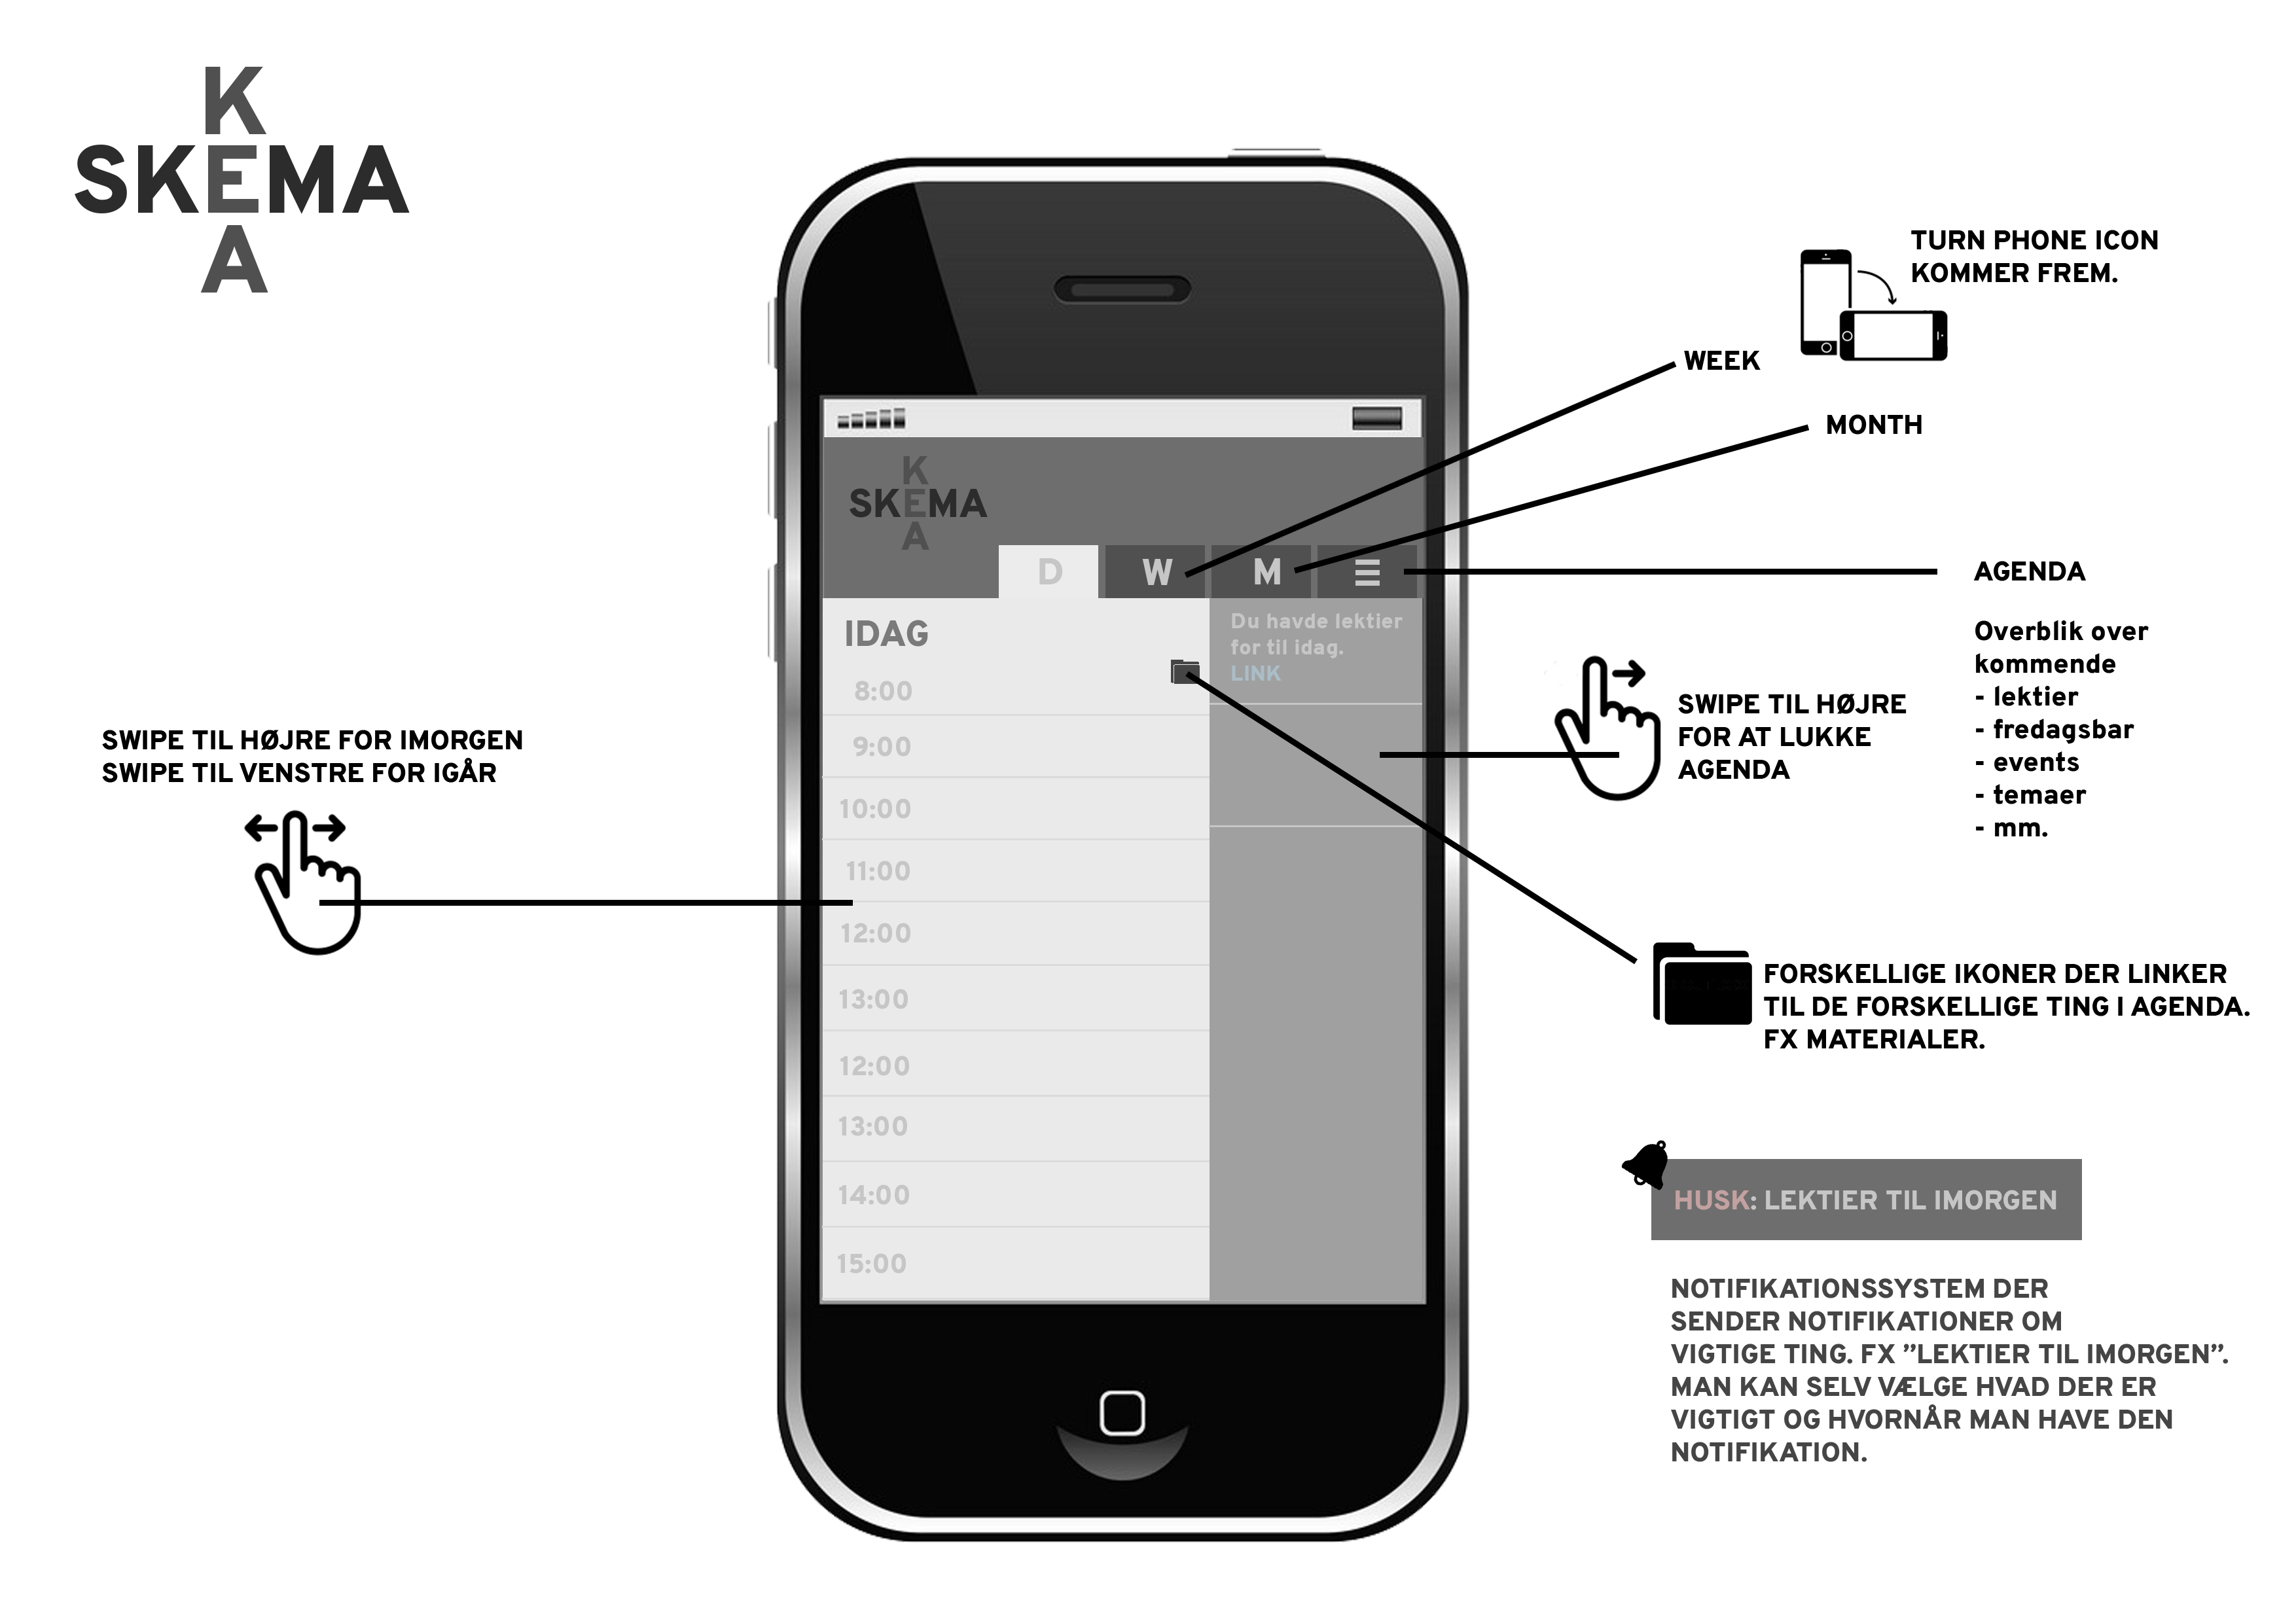 K
SKEMA
A
TURN PHONE ICON
KOMMER FREM.
WEEK
MONTH
K
SKEMA
A
D W M
AGENDA
IDAG
Du havde lektier
for til idag.
LINK
Overblik over
kommende
- lektier
- fredagsbar
- events
- temaer
- mm.
8:00
9:00
10:00
11:00
12:00
13:00
12:00
13:00
14:00
15:00
SWIPE TIL HØJRE
FOR AT LUKKE
AGENDA
SWIPE TIL HØJRE FOR IMORGEN
SWIPE TIL VENSTRE FOR IGÅR
FORSKELLIGE IKONER DER LINKER
TIL DE FORSKELLIGE TING I AGENDA.
FX MATERIALER.
HUSK: LEKTIER TIL IMORGEN
NOTIFIKATIONSSYSTEM DER
SENDER NOTIFIKATIONER OM
VIGTIGE TING. FX ”LEKTIER TIL IMORGEN”.
MAN KAN SELV VÆLGE HVAD DER ER
VIGTIGT OG HVORNÅR MAN HAVE DEN
NOTIFIKATION.